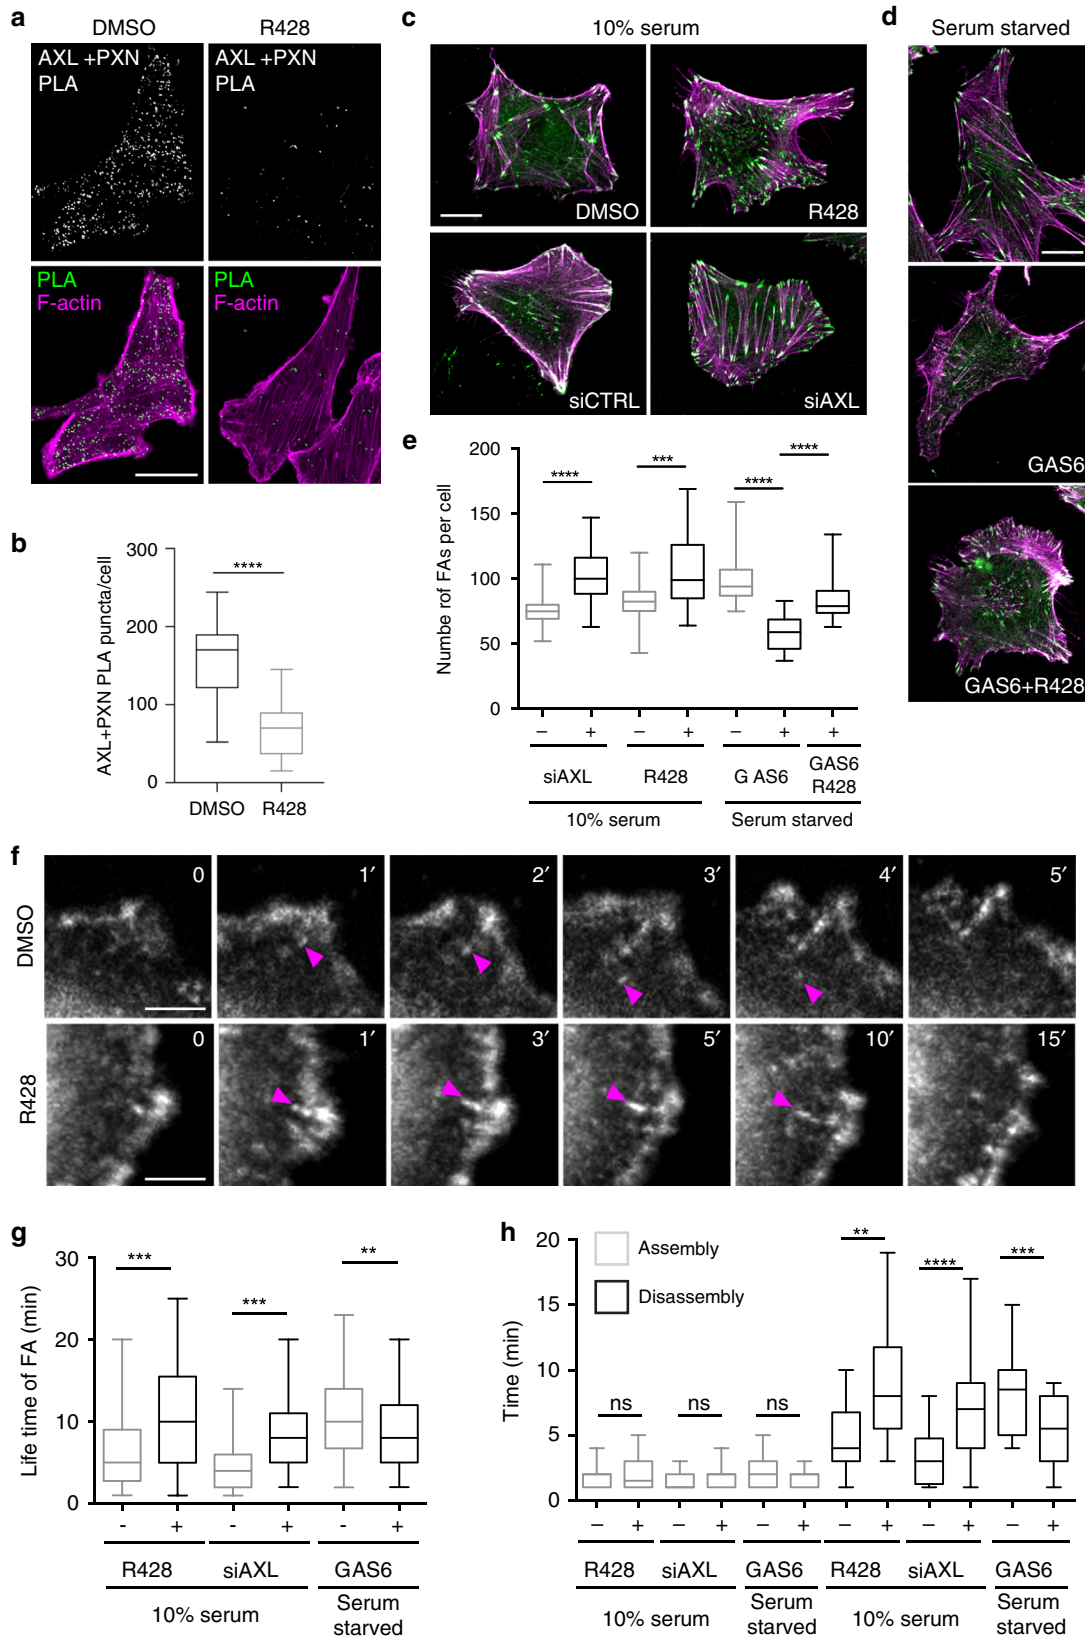 a
DMSO
R428
AXL +PXN
PLA
AXL +PXN
PLA
PLA
F-actin
PLA
F-actin
b
AXL+PXN PLA puncta/cell
300
200
100
0
****
DMSO
R428
c
10% serum
DMSO
R428
siCTRL
siAXL
d
Serum starved
GAS6
GAS6+R428
e
Numbe rof FAs per cell
200
150
100
50
0
****
***
****
****
– + – + – + +
siAXL
R428
G AS6
GAS6
R428
10% serum
Serum starved
f
DMSO
0
1′
2′
3′
4′
5′
R428
0
1′
3′
5′
10′
15′
g
Life time of FA (min)
30
20
10
0
***
***
**
- + - + - +
R428
siAXL
GAS6
10% serum
Serum
starved
h
Time (min)
20
15
10
5
0
Assembly
Disassembly
ns
ns
ns
**
****
***
– + – + – + – + – + – +
R428
siAXL
GAS6
R428
siAXL
GAS6
10% serum
Serum
starved
10% serum
Serum
starved